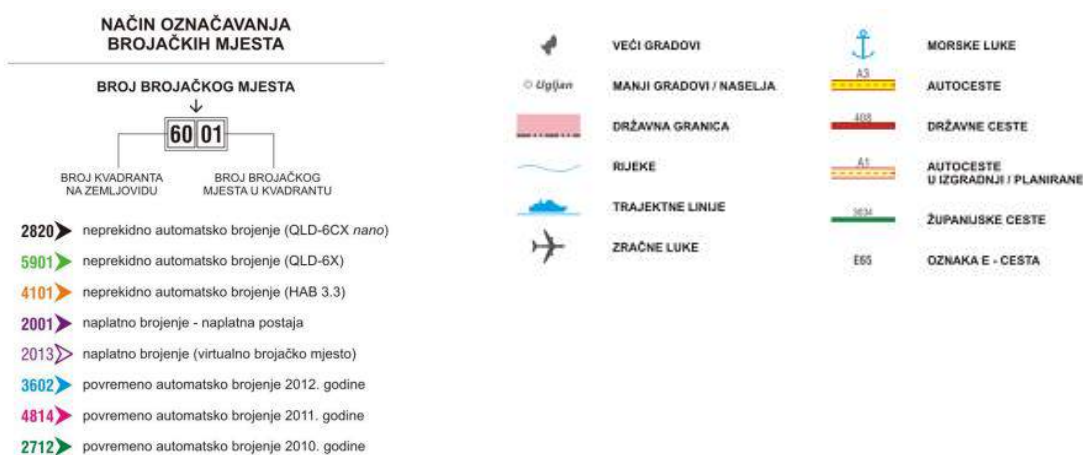 NAČIN OZNAČAVANJA
BROJAČKIH MJESTA
BROJ BROJAČKOG MJESTA
60 01
BROJ KVADRANTA
NA ZEMLJOVIDU
BROJ BROJAČKOG
MJESTA U KVADRANTU
2820 neprekidno automatsko brojenje (QLD-6CX nano)
5901 neprekidno automatsko brojenje (QLD-6X)
4101 neprekidno automatsko brojenje (HAB 3.3)
2001 naplatno brojenje - naplatna postaja
2013 naplatno brojenje (virtualno brojačko mjesto)
3602 povremeno automatsko brojenje 2012. godine
4814 povremeno automatsko brojenje 2011. godine
2712 povremeno automatsko brojenje 2010. godine
VEĆI GRADOVI
Ugljan MANJI GRADOVI / NASELJA
DRŽAVNA GRANICA
RIJEKE
TRAJEKTNE LINIJE
ZRAČNE LUKE
MORSKE LUKE
A3 AUTOCESTE
408 DRŽAVNE CESTE
A1 AUTOCESTE
U IZGRADNJI / PLANIRANE
3634 ŽUPANIJSKE CESTE
E65 OZNAKA E - CESTA